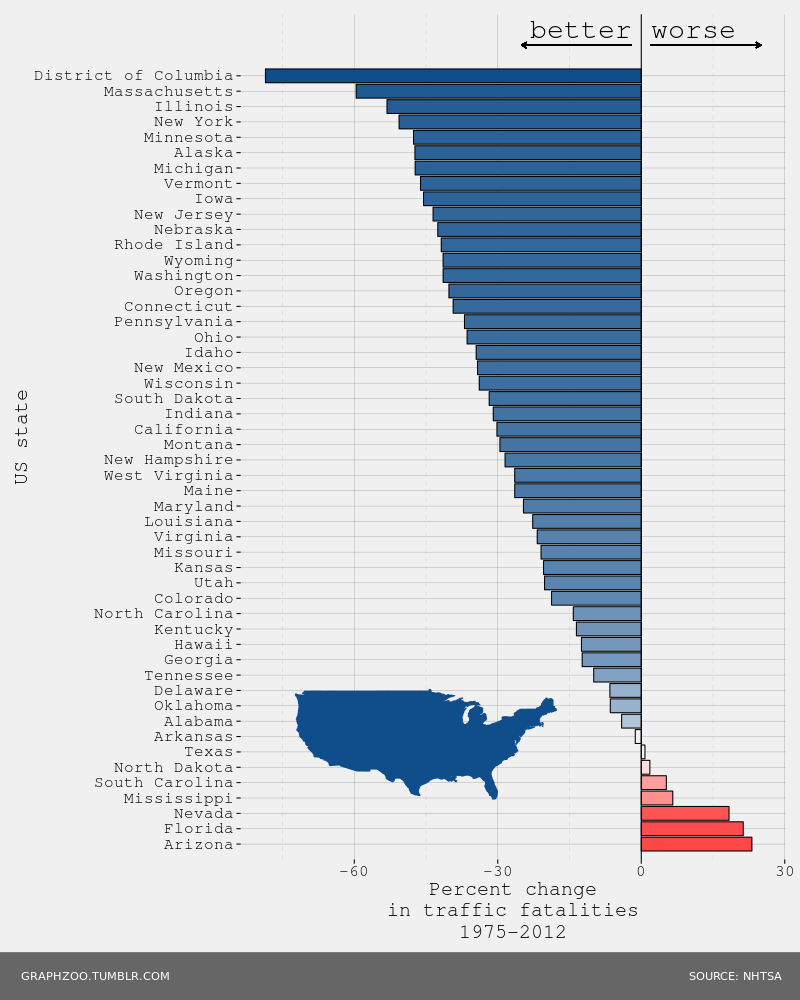 better worse
District of Columbia
Massachusetts
Illinois
New York
Minnesota
Alaska
Michigan
Vermont
Iowa
New Jersey
Nebraska
Rhode Island
Wyoming
Washington
Oregon
Connecticut
Pennsylvania
Ohio
Idaho
New Mexico
Wisconsin
South Dakota
Indiana
California
Montana
New Hampshire
West Virginia
Maine
Maryland
Louisiana
Virginia
Missouri
Kansas
Utah
Colorado
North Carolina
Kentucky
Hawaii
Georgia
Tennessee
Delaware
Oklahoma
Alabama
Arkansas
Texas
North Dakota
South Carolina
Mississippi
Nevada
Florida
Arizona
US state
-60 -30 0 30
Percent change
in traffic fatalities
1975-2012
GRAPHZOO.TUMBLR.COM SOURCE: NHTSA